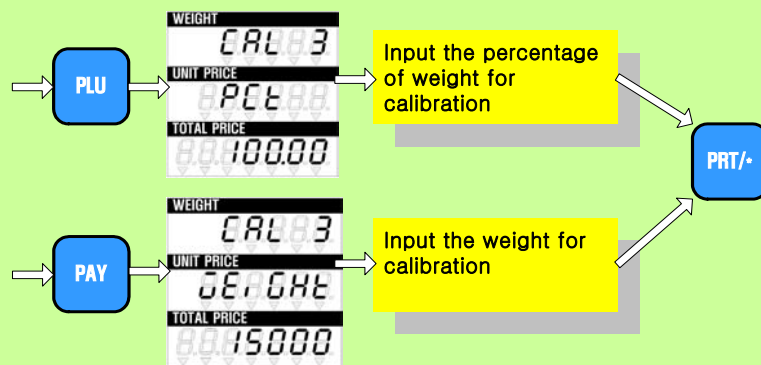 PLU
WEIGHT
CAL 3
UNIT PRICE
PCt
TOTAL PRICE
100.00
Input the percentage
of weight for
calibration
PRT/*
PAY
WEIGHT
CAL 3
UNIT PRICE
WEiGHt
TOTAL PRICE
15000
Input the weight for
calibration